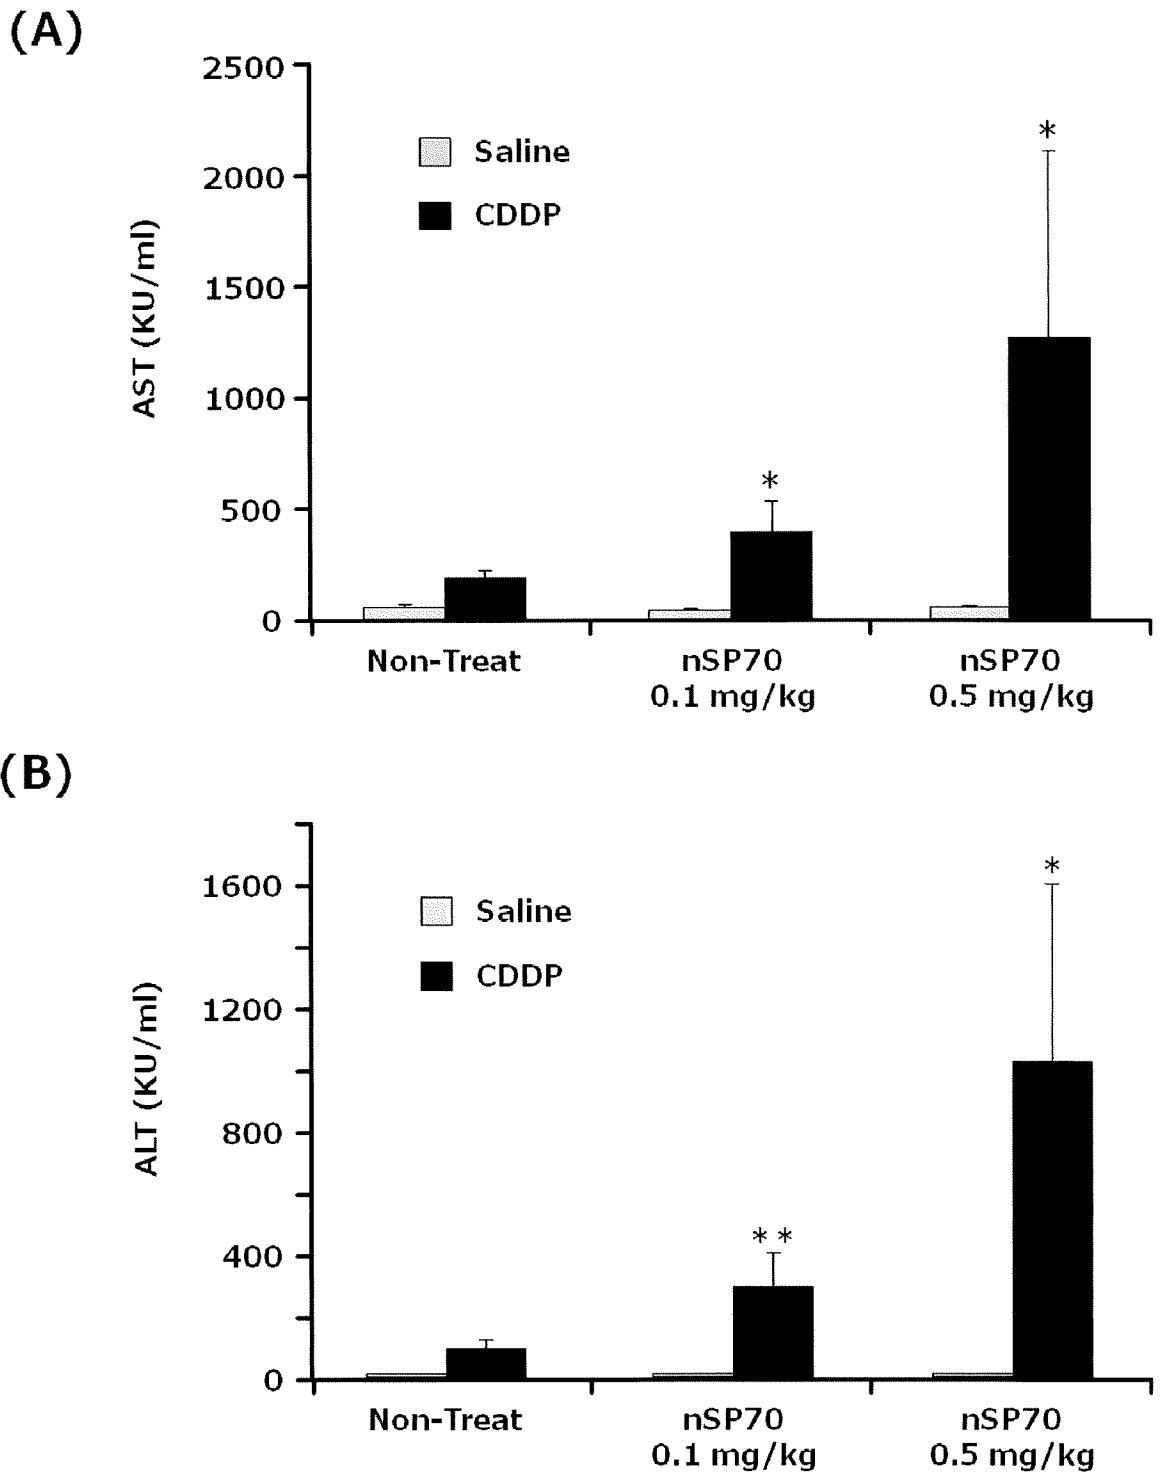 (A)
2500
2000
1500
1000
500
0
AST (KU/ml)
Saline
CDDP
*
*
Non-Treat
nSP70
0.1 mg/kg
nSP70
0.5 mg/kg
(B)
1600
1200
800
400
0
ALT (KU/ml)
Saline
CDDP
* *
*
Non-Treat
nSP70
0.1 mg/kg
nSP70
0.5 mg/kg